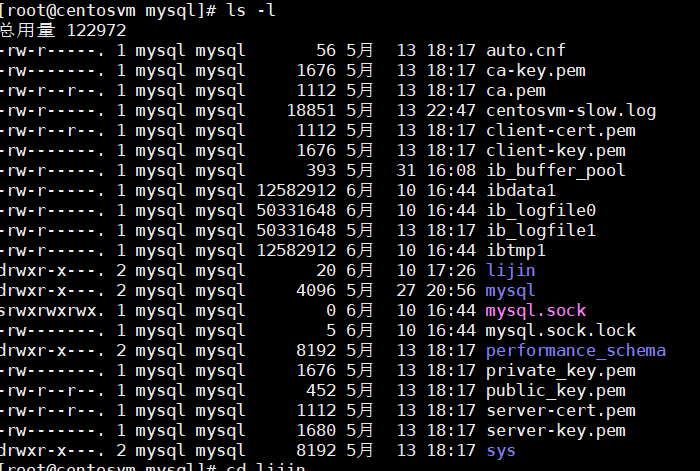 [root@centosvm mysql]# ls -l
总用量 122972
-rw-r-----. 1 mysql mysql       56 5月  13 18:17 auto.cnf
-rw-------. 1 mysql mysql     1676 5月  13 18:17 ca-key.pem
-rw-r--r--. 1 mysql mysql     1112 5月  13 18:17 ca.pem
-rw-r-----. 1 mysql mysql    18851 5月  13 22:47 centosvm-slow.log
-rw-r--r--. 1 mysql mysql     1112 5月  13 18:17 client-cert.pem
-rw-------. 1 mysql mysql     1676 5月  13 18:17 client-key.pem
-rw-r-----. 1 mysql mysql      393 5月  31 16:08 ib_buffer_pool
-rw-r-----. 1 mysql mysql 12582912 6月  10 16:44 ibdata1
-rw-r-----. 1 mysql mysql 50331648 6月  10 16:44 ib_logfile0
-rw-r-----. 1 mysql mysql 50331648 5月  13 18:17 ib_logfile1
-rw-r-----. 1 mysql mysql 12582912 6月  10 16:44 ibtmp1
drwxr-x---. 2 mysql mysql       20 6月  10 17:26 lijin
drwxr-x---. 2 mysql mysql     4096 5月  27 20:56 mysql
srwxrwxrwx. 1 mysql mysql        0 6月  10 16:44 mysql.sock
-rw-------. 1 mysql mysql        5 6月  10 16:44 mysql.sock.lock
drwxr-x---. 2 mysql mysql     8192 5月  13 18:17 performance_schema
-rw-------. 1 mysql mysql     1676 5月  13 18:17 private_key.pem
-rw-r--r--. 1 mysql mysql      452 5月  13 18:17 public_key.pem
-rw-r--r--. 1 mysql mysql     1112 5月  13 18:17 server-cert.pem
-rw-------. 1 mysql mysql     1680 5月  13 18:17 server-key.pem
drwxr-x---. 2 mysql mysql     8192 5月  13 18:17 sys
[root@centosvm mysql]# cd lijin